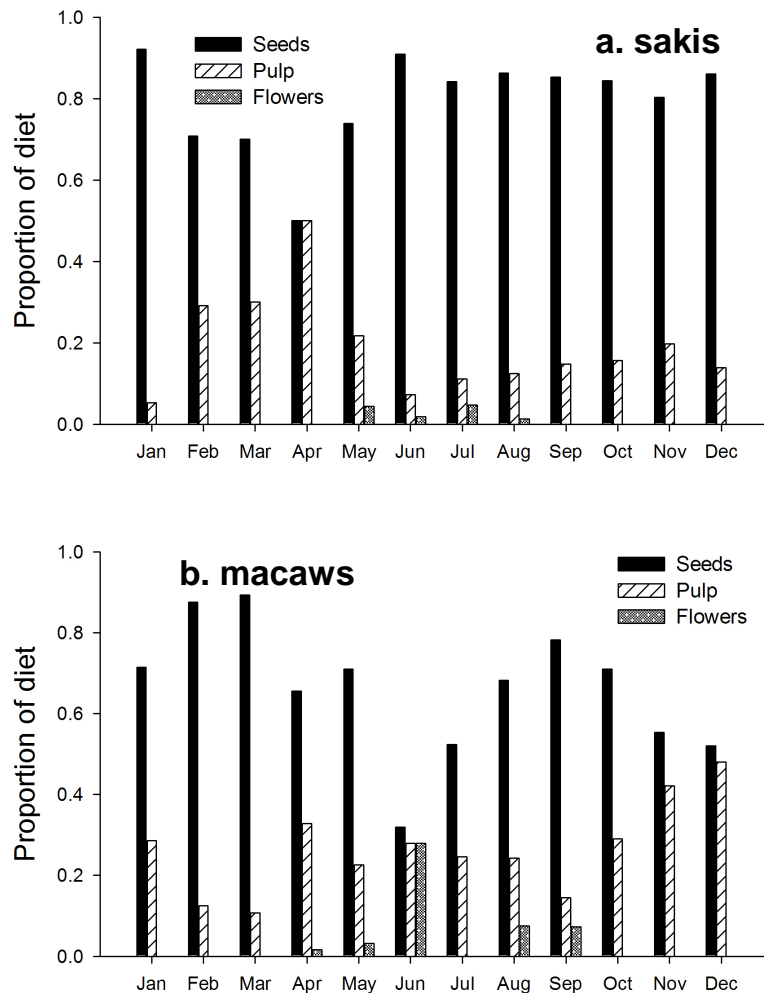 1.0
0.8
0.6
0.4
0.2
0.0
Proportion of diet
Seeds
Pulp
Flowers
a. sakis
Jan Feb Mar Apr May Jun Jul Aug Sep Oct Nov Dec
1.0
0.8
0.6
0.4
0.2
0.0
Proportion of diet
b. macaws
Seeds
Pulp
Flowers
Jan Feb Mar Apr May Jun Jul Aug Sep Oct Nov Dec